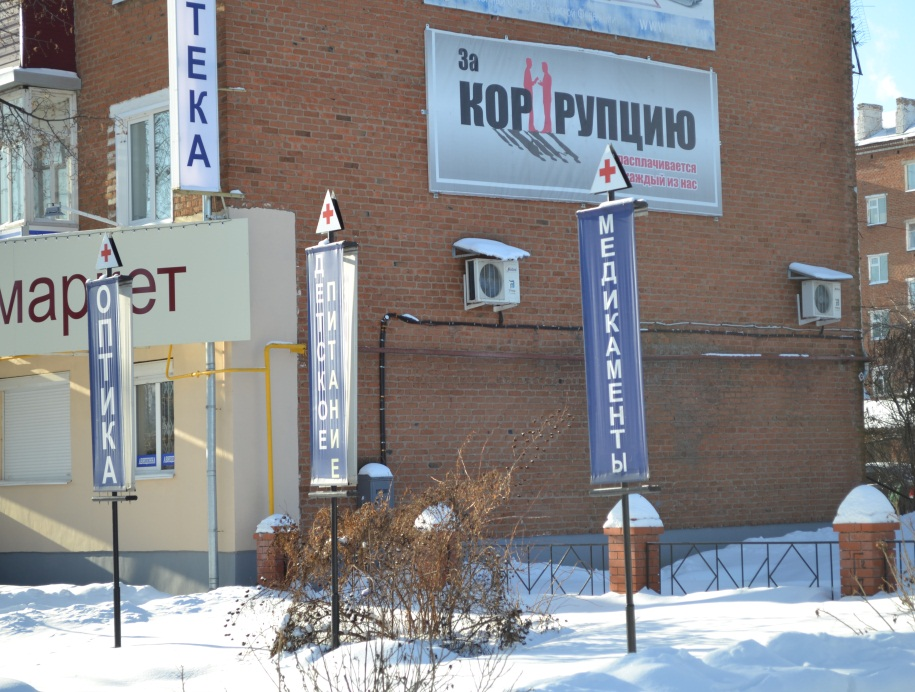 ТЕКА
За
КОРРУПЦИЮ
расплачивается
каждый из нас
маркет
ОПТИКА
ДЕТСКОЕ
ПИТАНИЕ
МЕДИКАМЕНТЫ